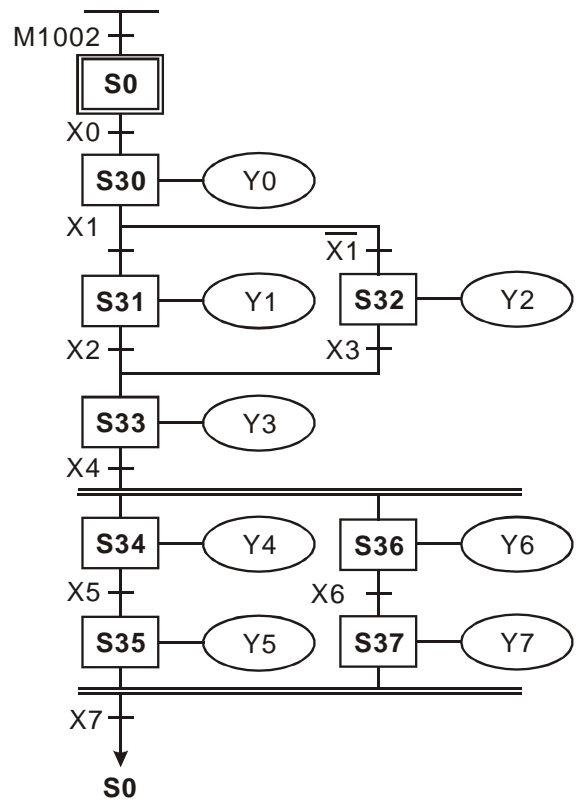 M1002
S0
X0
S30 Y0
X1 X̅1̅
S31 Y1 S32 Y2
X2 X3
S33 Y3
X4
S34 Y4 S36 Y6
X5 X6
S35 Y5 S37 Y7
X7
S0